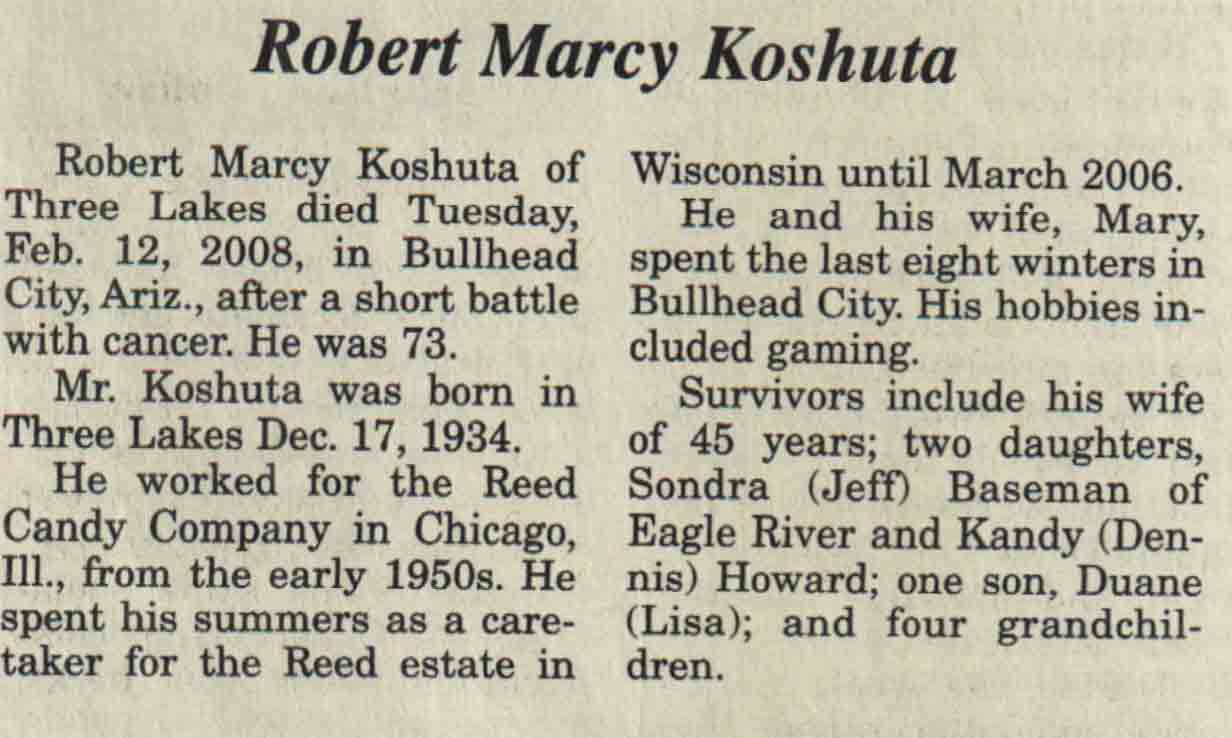 Robert Marcy Koshuta
Robert Marcy Koshuta of
Three Lakes died Tuesday,
Feb. 12, 2008, in Bullhead
City, Ariz., after a short battle
with cancer. He was 73.
Mr. Koshuta was born in
Three Lakes Dec. 17, 1934.
He worked for the Reed
Candy Company in Chicago,
Ill., from the early 1950s. He
spent his summers as a care-
taker for the Reed estate in
Wisconsin until March 2006.
He and his wife, Mary,
spent the last eight winters in
Bullhead City. His hobbies in-
cluded gaming.
Survivors include his wife
of 45 years; two daughters,
Sondra (Jeff) Baseman of
Eagle River and Kandy (Den-
nis) Howard; one son, Duane
(Lisa); and four grandchil-
dren.